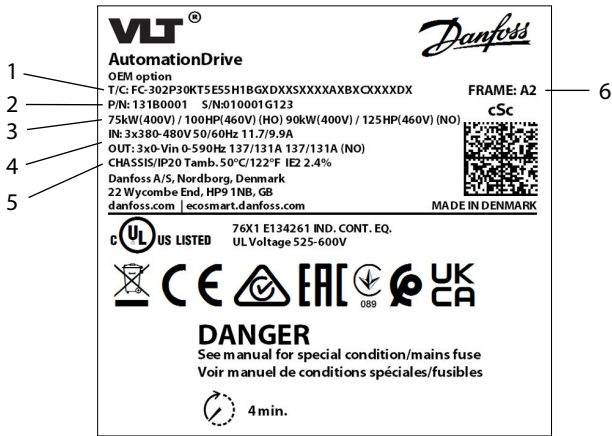 VLT ®
Danfoss
AutomationDrive
OEM option
1
T/C: FC-302P30KT5E55H1BGXDXXSXXXXAXBXCXXXXDX
FRAME: A2
6
2
P/N: 131B0001 S/N:010001G123
cSc
3
75kW(400V) / 100HP(460V) (HO) 90kW(400V) / 125HP(460V) (NO)
IN: 3x380-480V 50/60Hz 11.7/9.9A
4
OUT: 3x0-Vin 0-590Hz 137/131A 137/131A (NO)
5
CHASSIS/IP20 Tamb. 50°C/122°F IE2 2.4%
Danfoss A/S, Nordborg, Denmark
22 Wycombe End, HP9 1NB, GB
danfoss.com | ecosmart.danfoss.com
MADE IN DENMARK
c UL US LISTED
76X1 E134261 IND. CONT. EQ.
UL Voltage 525-600V
CE
EAC
089
UK
CA
DANGER
See manual for special condition/mains fuse
Voir manuel de conditions spéciales/fusibles
4 min.